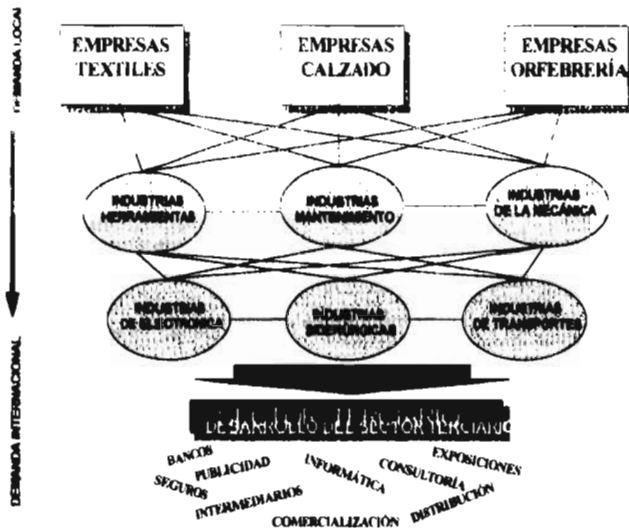 DEMANDA LOCAL
EMPRESAS
TEXTILES
EMPRESAS
CALZADO
EMPRESAS
ORFEBRERÍA
INDUSTRIAS
HERRAMIENTAS
INDUSTRIAS
MANTENIMIENTO
INDUSTRIAS
DE LA MECÁNICA
INDUSTRIAS
DE ELECTRONICA
INDUSTRIAS
SIDERÚRGICAS
INDUSTRIAS
DE TRANSPORTES
DEMANDA INTERNACIONAL
DESARROLLO DEL SECTOR TERCIARIO
BANCOS
PUBLICIDAD
INFORMÁTICA
CONSULTORÍA
EXPOSICIONES
SEGUROS
INTERMEDIARIOS
COMERCIALIZACIÓN
DISTRIBUCIÓN